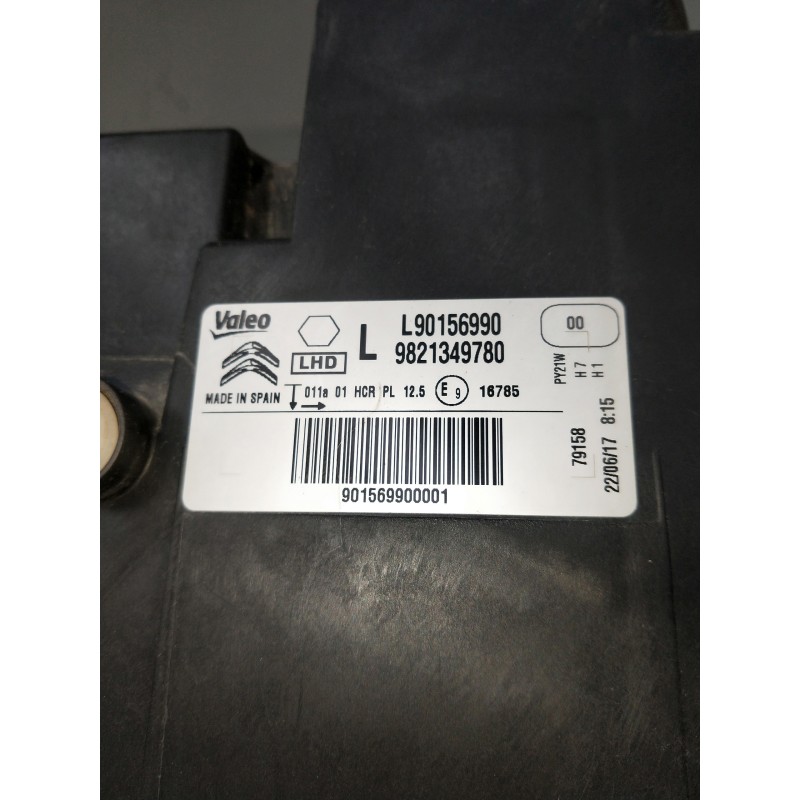 Valeo
LHD
L
L90156990
9821349780
00
MADE IN SPAIN
011a 01 HCR PL 12.5 E9 16785
901569900001
PY21W
H7
H1
79158
22/06/17 8:15